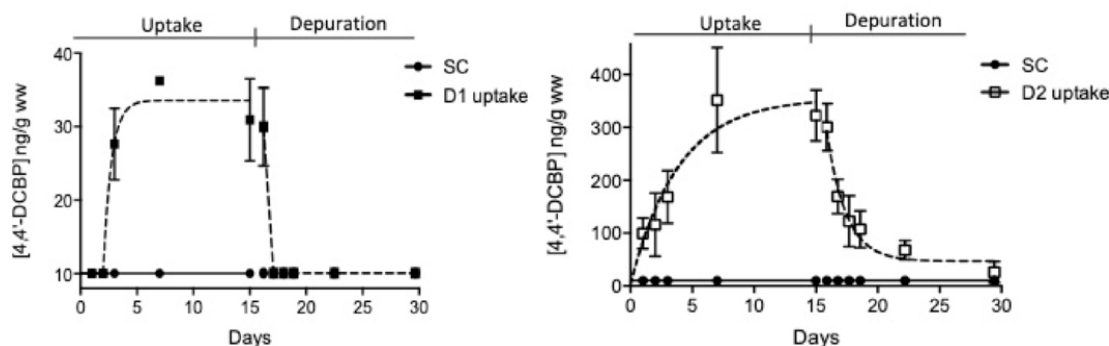 Uptake Depuration
[4,4'-DCBP] ng/g ww
40
30
20
10
0 5 10 15 20 25 30
Days
SC
D1 uptake
Uptake Depuration
[4,4'-DCBP] ng/g ww
400
300
200
100
0
0 5 10 15 20 25 30
Days
SC
D2 uptake